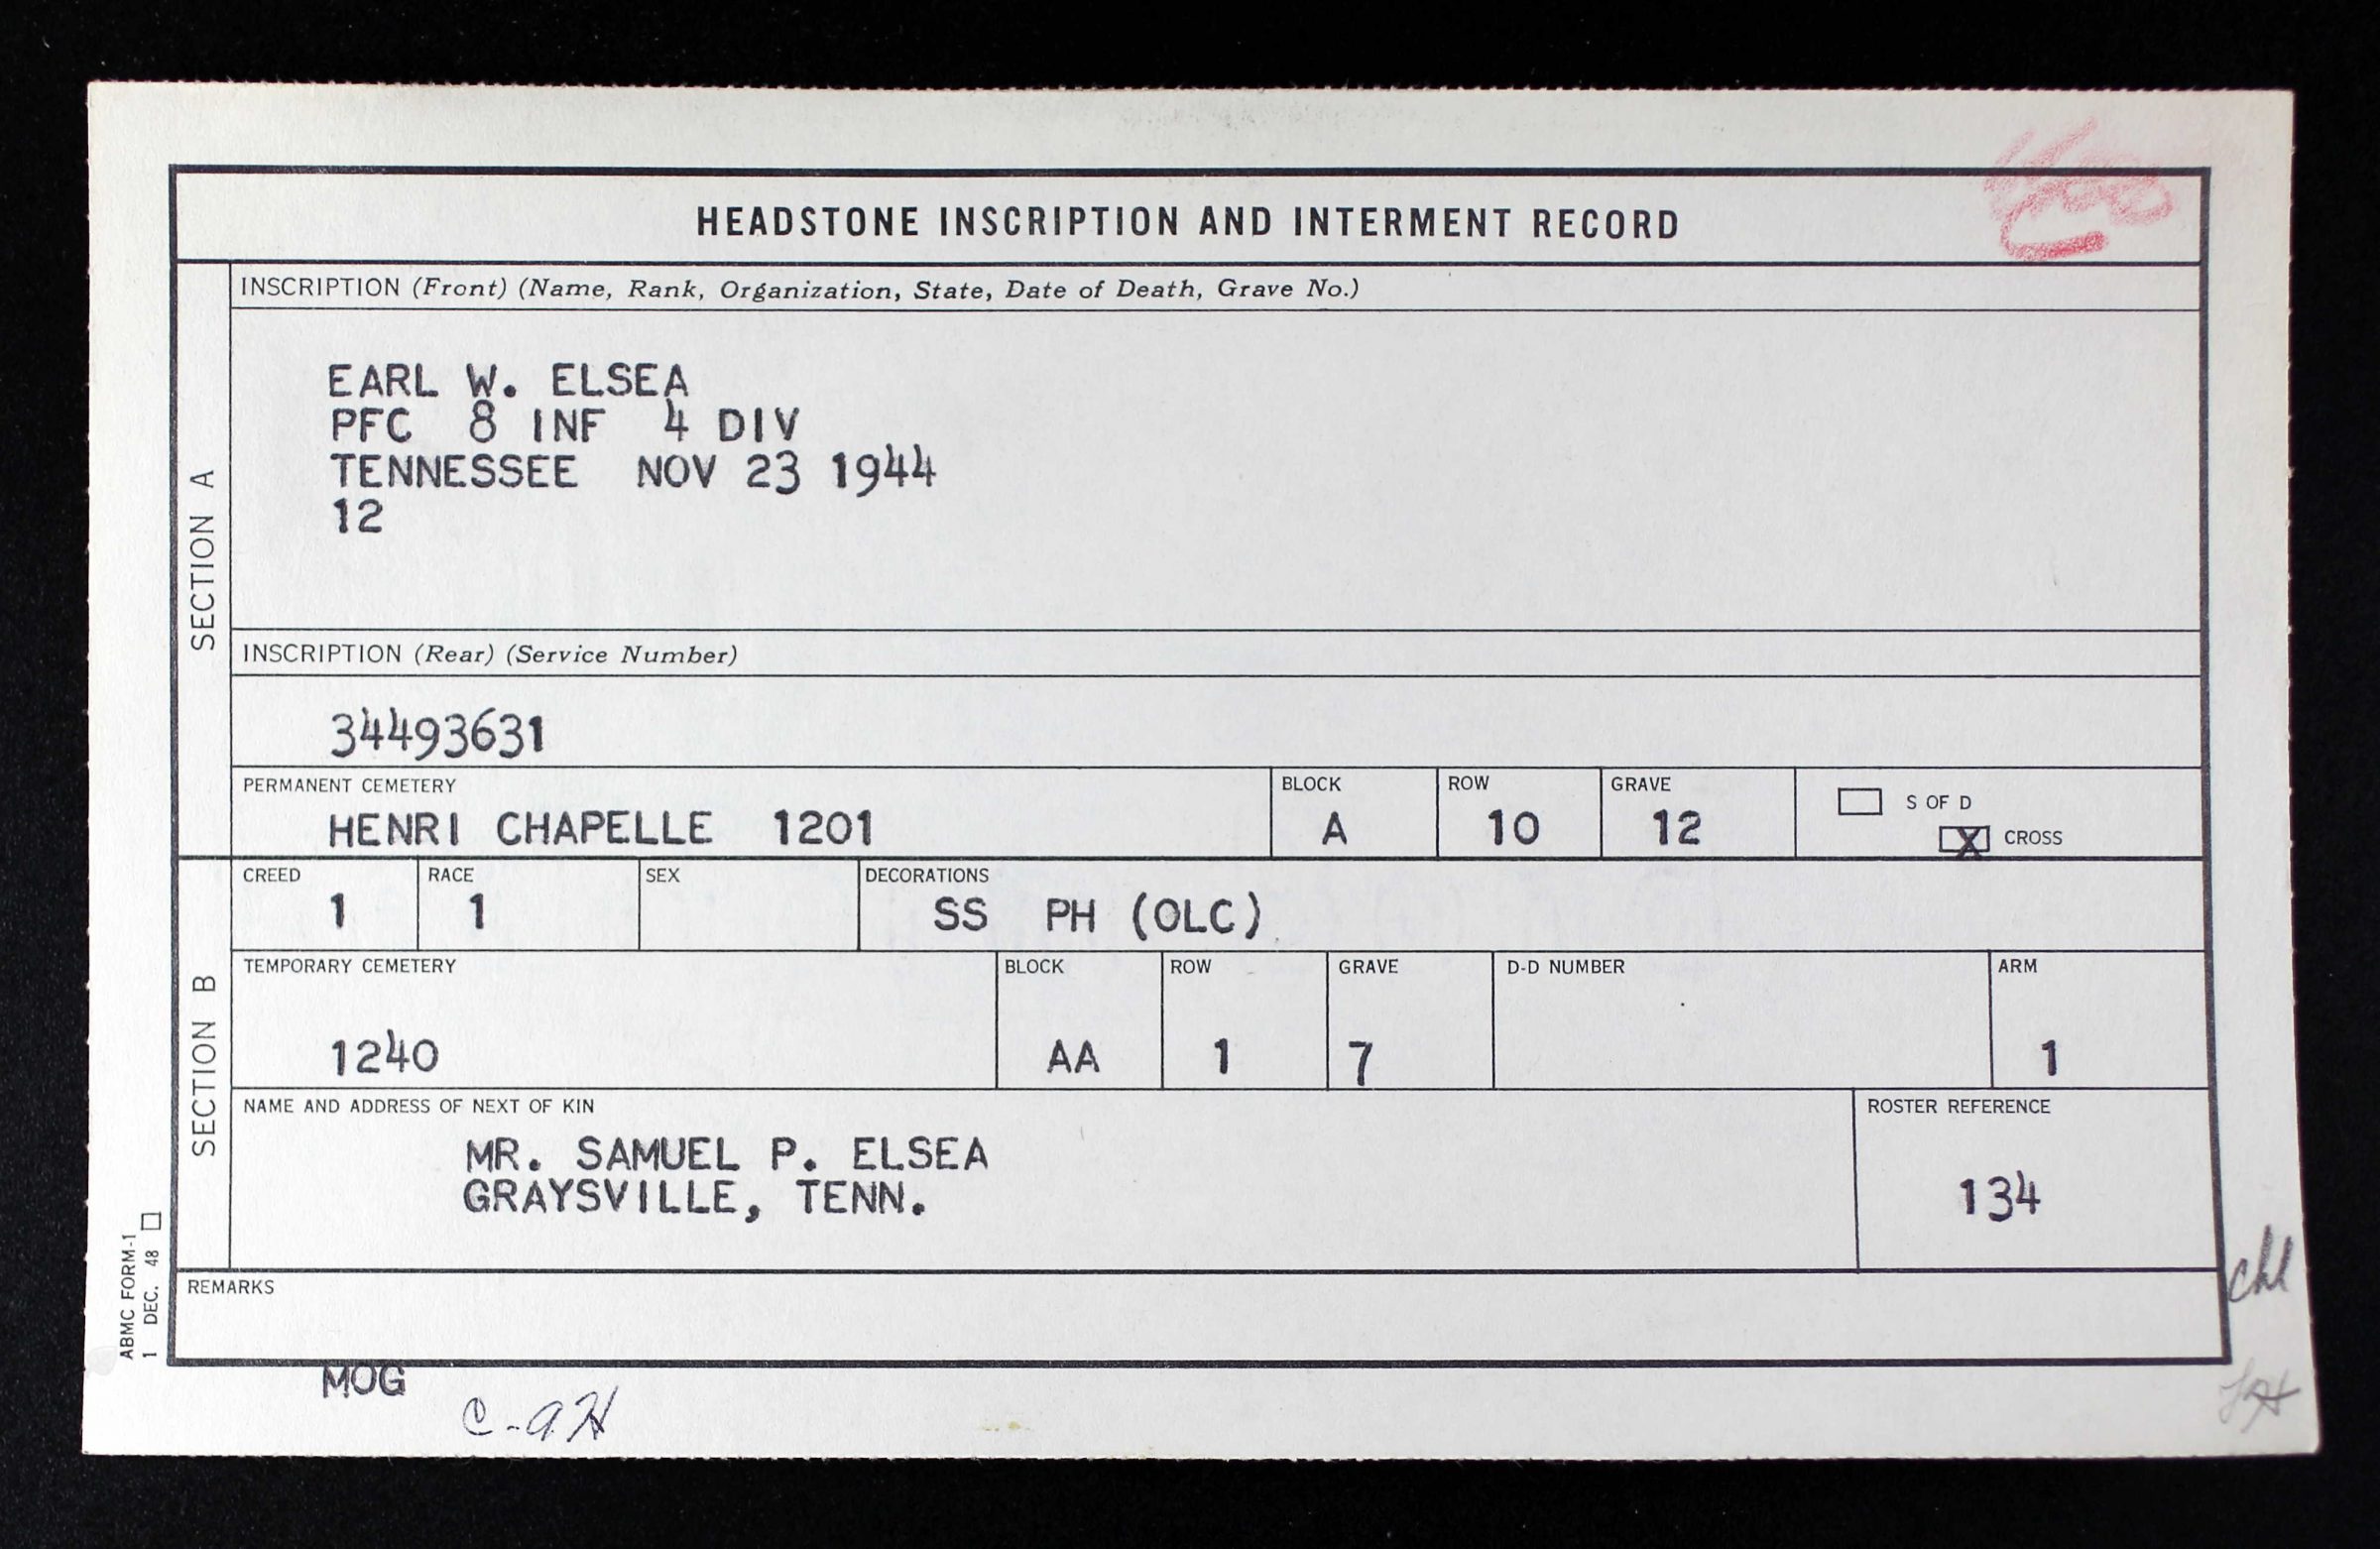 HEADSTONE INSCRIPTION AND INTERMENT RECORD
SECTION A
INSCRIPTION (Front) (Name, Rank, Organization, State, Date of Death, Grave No.)
EARL W. ELSEA
PFC 8 INF 4 DIV
TENNESSEE NOV 23 1944
12
INSCRIPTION (Rear) (Service Number)
34493631
PERMANENT CEMETERY BLOCK ROW GRAVE
HENRI CHAPELLE 1201 A 10 12
S OF D
X CROSS
SECTION B
CREED RACE SEX DECORATIONS
1 1 SS PH (OLC)
TEMPORARY CEMETERY BLOCK ROW GRAVE D-D NUMBER ARM
1240 AA 1 7 1
NAME AND ADDRESS OF NEXT OF KIN ROSTER REFERENCE
MR. SAMUEL P. ELSEA
GRAYSVILLE, TENN.
134
REMARKS
ABMC FORM-1
1 DEC. 48
MOG
chl